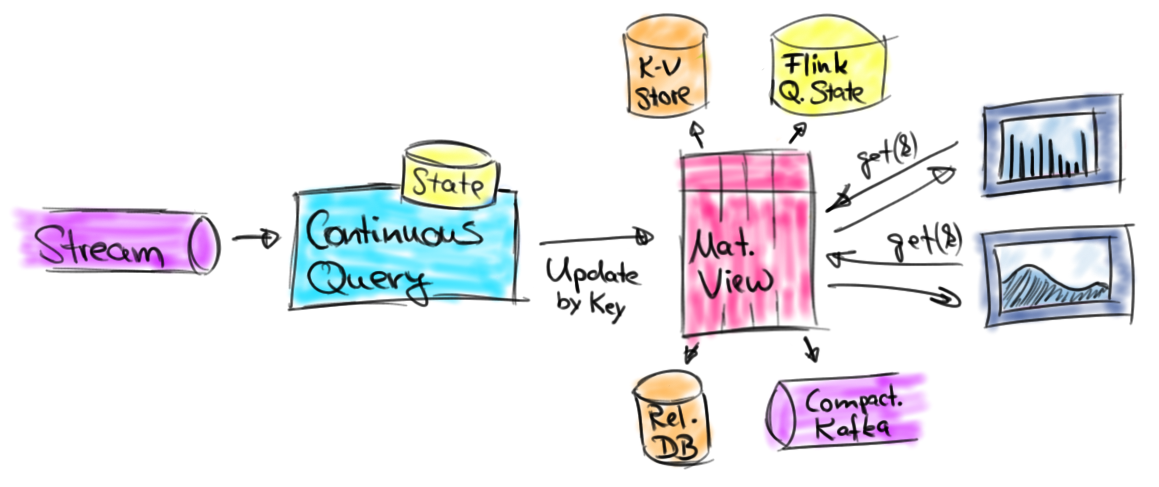 K-V
Store
Flink
Q. State
get(k)
State
Stream
Continuous
Query
Update
by Key
Mat.
View
get(k)
Rel.
DB
Compact.
Kafka